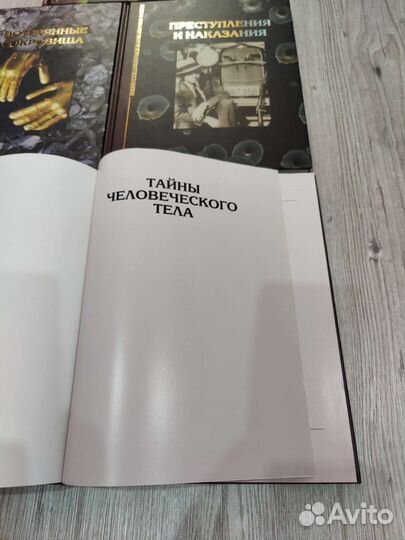 ПОТЕРЯННЫЕ
СОКРОВИЩА
ПРЕСТУПЛЕНИЯ
И НАКАЗАНИЯ
ТАЙНЫ
ЧЕЛОВЕЧЕСКОГО
ТЕЛА
Avito